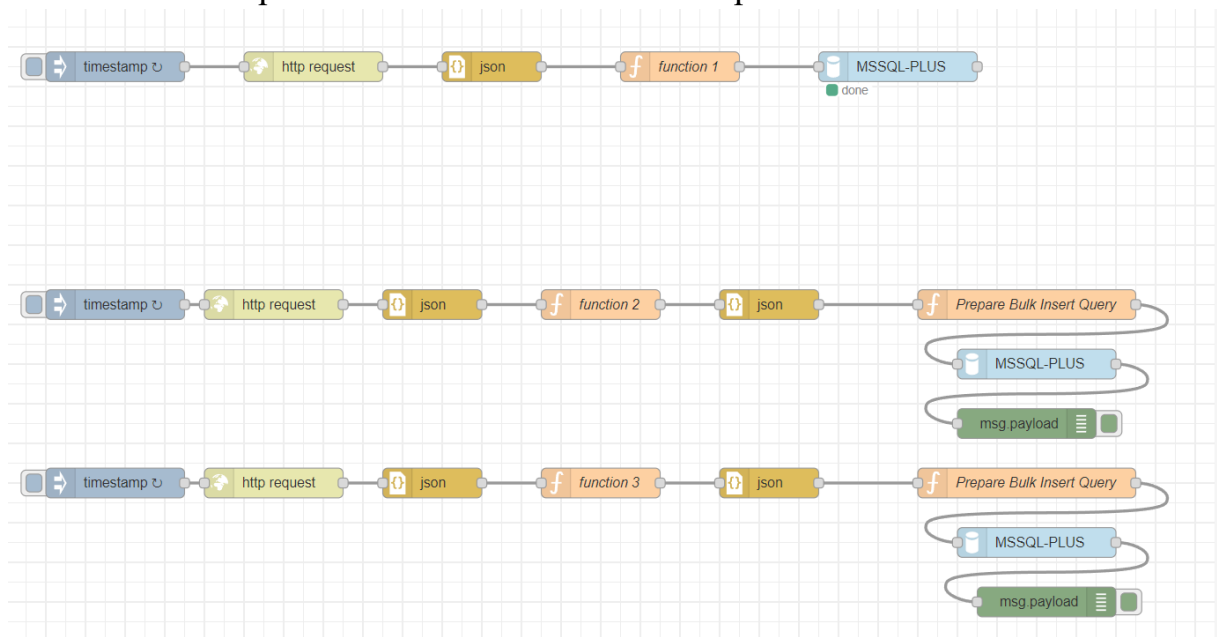 timestamp ↻ http request json function 1 MSSQL-PLUS
done
timestamp ↻ http request json function 2 json Prepare Bulk Insert Query
MSSQL-PLUS
msg.payload
timestamp ↻ http request json function 3 json Prepare Bulk Insert Query
MSSQL-PLUS
msg.payload